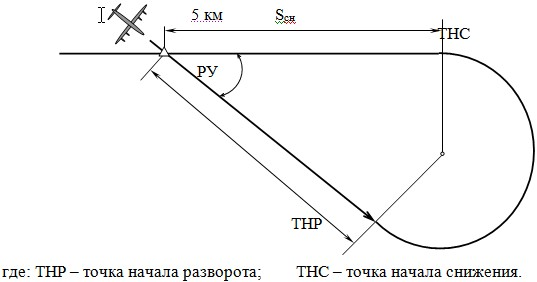 5 км Sсн
ТНС
РУ
ТНР
где: ТНР – точка начала разворота; ТНС – точка начала снижения.